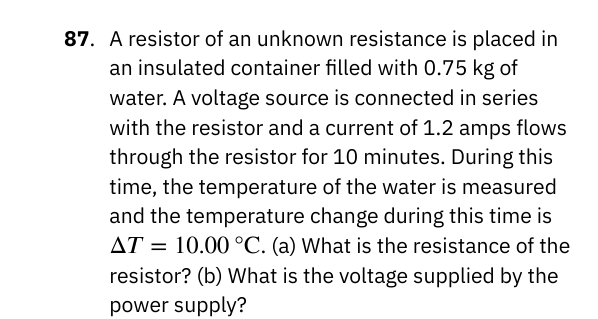 87. A resistor of an unknown resistance is placed in
an insulated container filled with 0.75 kg of
water. A voltage source is connected in series
with the resistor and a current of 1.2 amps flows
through the resistor for 10 minutes. During this
time, the temperature of the water is measured
and the temperature change during this time is
ΔT = 10.00 °C. (a) What is the resistance of the
resistor? (b) What is the voltage supplied by the
power supply?